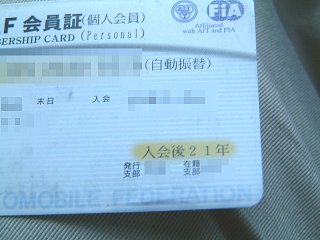 F 会員証(個人会員)
BERSHIP CARD (Personal)
FIA
Affiliated
with AIT and FIA
(自動振替)
末日 入会
入会後21年
発行
支部
在籍
支部
TOMOBILE FEDERATION